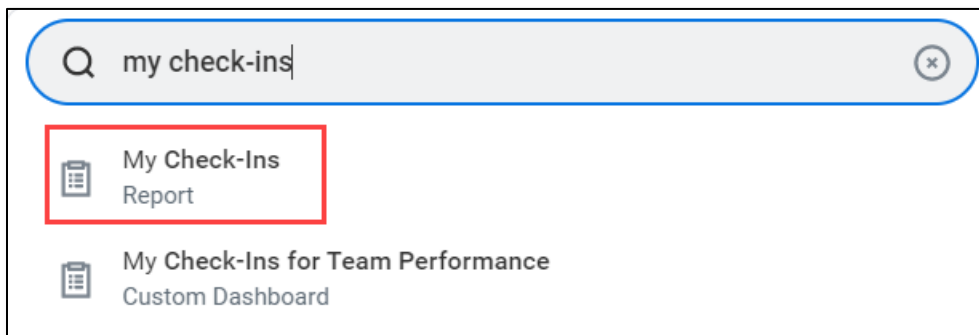 my check-ins
My Check-Ins
Report
My Check-Ins for Team Performance
Custom Dashboard